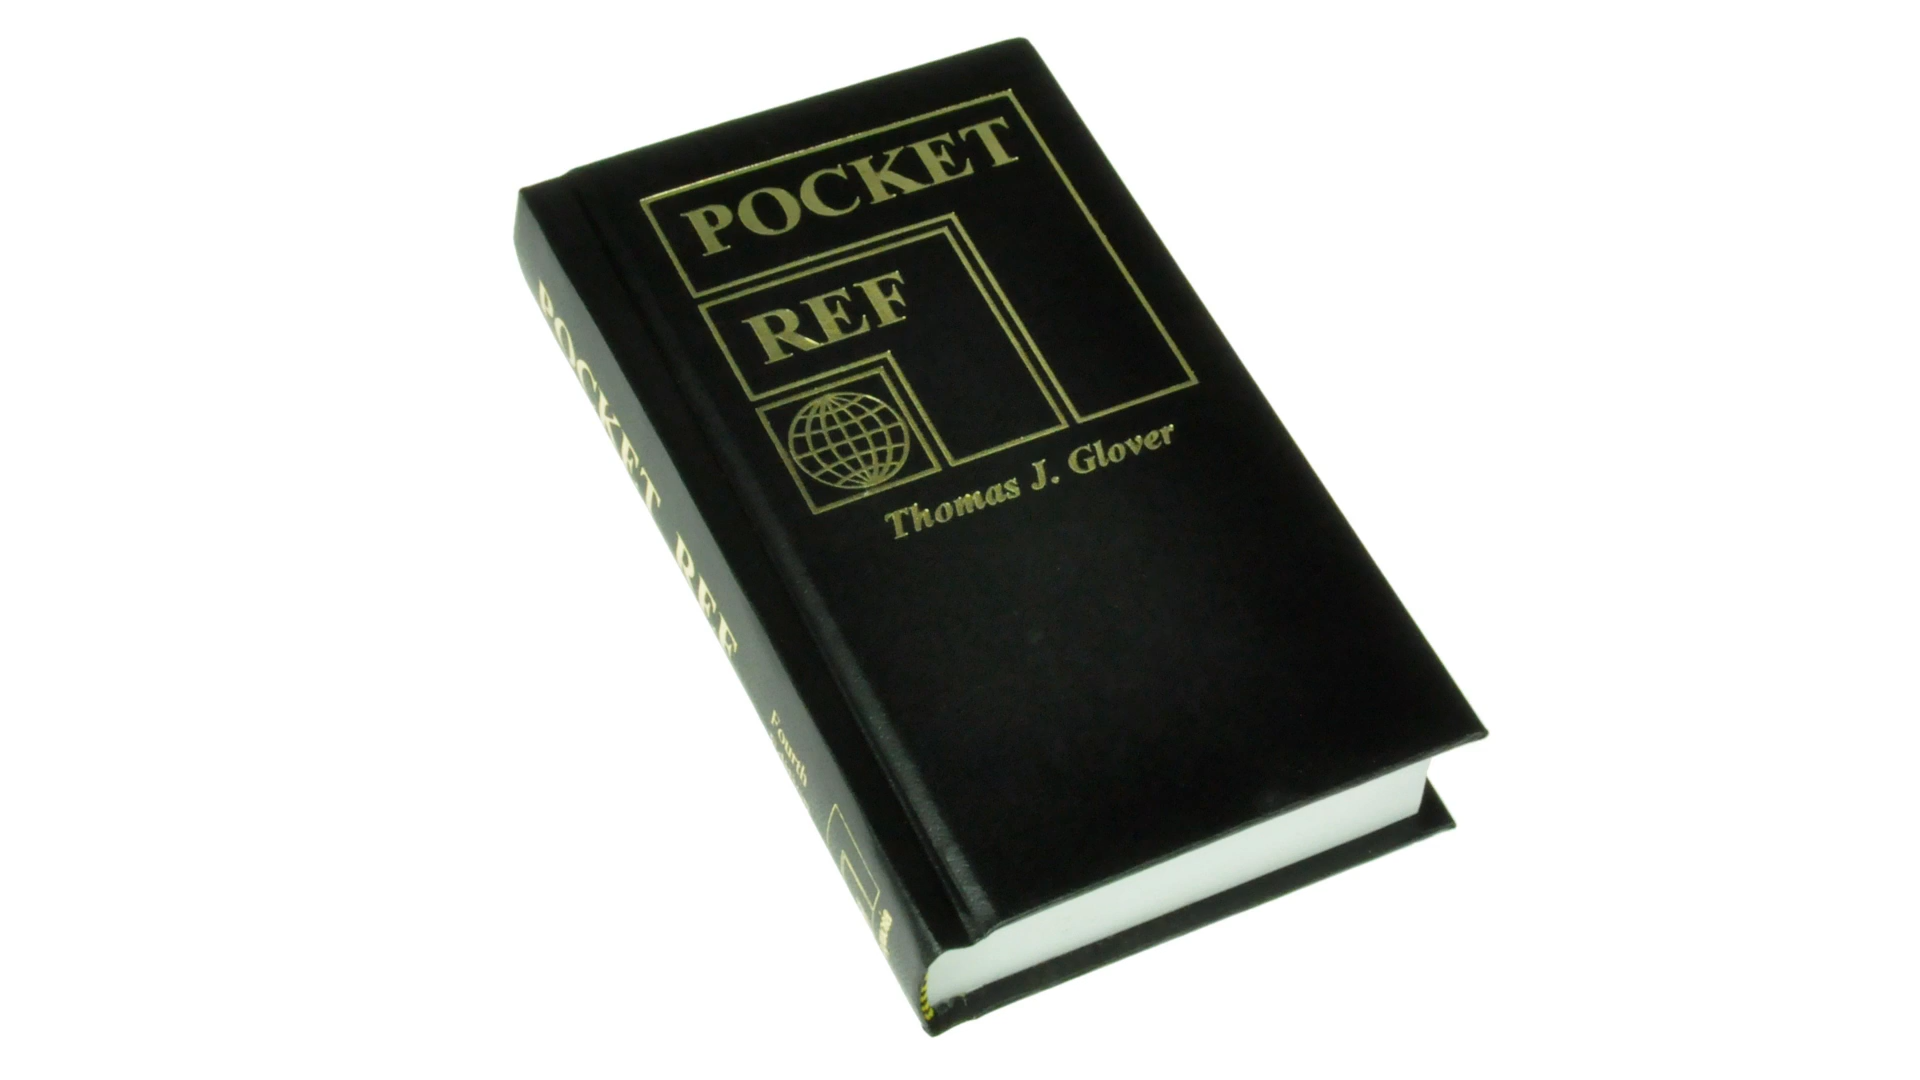 POCKET
REF
Thomas J. Glover
POCKET REF
Fourth